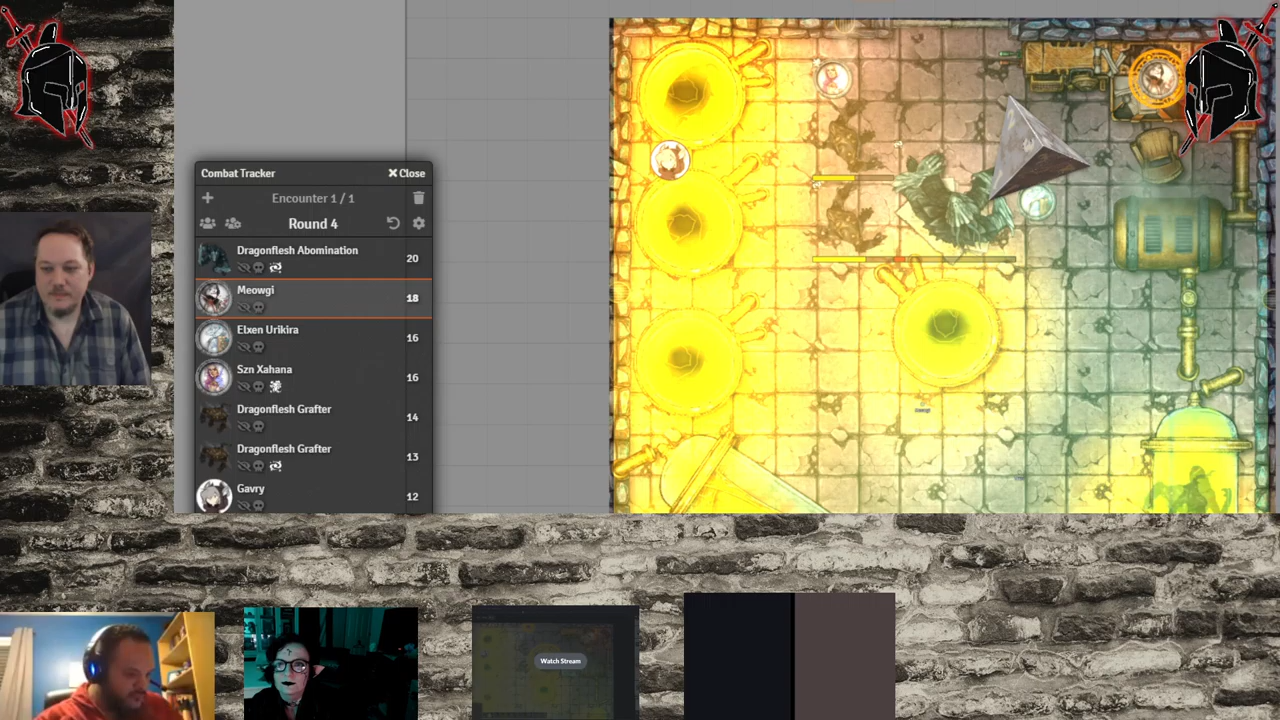 Combat Tracker
Close
Encounter 1 / 1
Round 4
Dragonflesh Abomination
20
Meowgi
18
Elxen Urikira
16
Szn Xahana
16
Dragonflesh Grafter
14
Dragonflesh Grafter
13
Gavry
12
Watch Stream